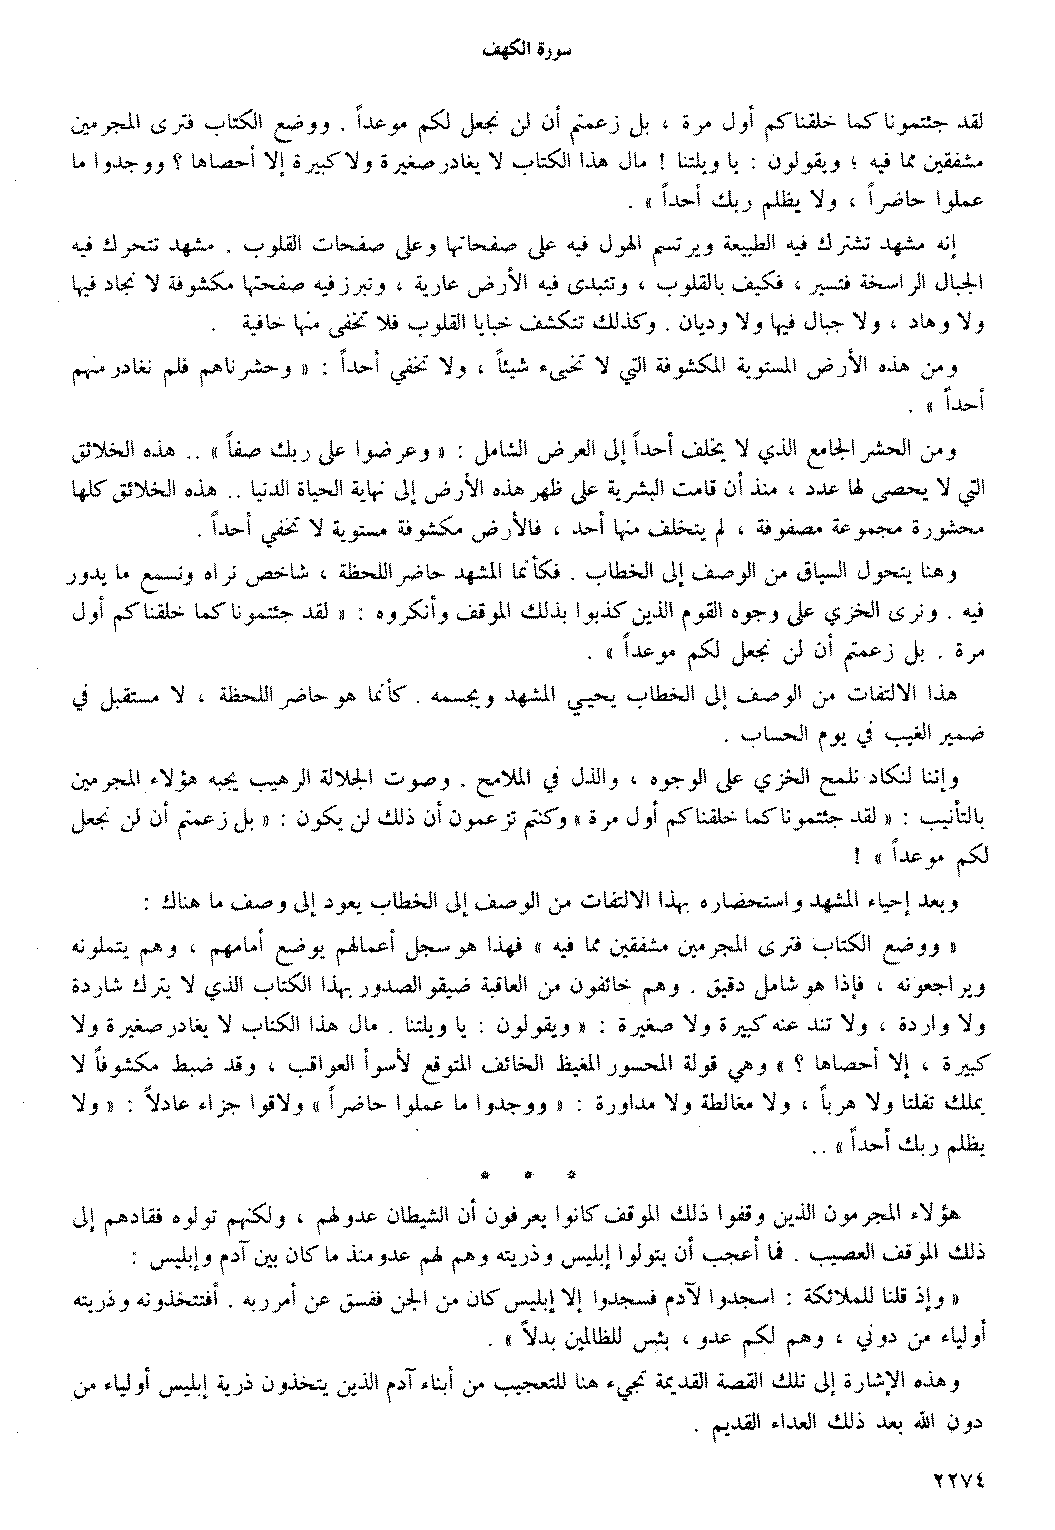 سورة الكهف
لقد جئتمونا كما خلقناكم أول مرة ، بل زعمتم أن لن نجعل لكم موعداً . ووضع الكتاب فترى المجرمين
مشفقين مما فيه ؛ ويقولون : يا ويلتنا ! مال هذا الكتاب لا يغادر صغيرة ولا كبيرة إلا أحصاها ؟ ووجدوا ما
عملوا حاضراً ، ولا يظلم ربك أحداً » .
إنه مشهد تشترك فيه الطبيعة ويرتسم الهول فيه على صفحاتها وعلى صفحات القلوب . مشهد تتحرك فيه
الجبال الراسخة فتسير ، فكيف بالقلوب ، وتتبدى فيه الأرض عارية ، وتبرز فيه صفحتها مكشوفة لا نجاد فيها
ولا وهاد ، ولا جبال فيها ولا وديان . وكذلك تتكشف خبايا القلوب فلا تخفى منها خافية .
ومن هذه الأرض المستوية المكشوفة التي لا تخبىء شيئاً ، ولا تخفي أحداً : « وحشرناهم فلم نغادر منهم
أحداً » .
ومن الحشر الجامع الذي لا يخلف أحداً إلى العرض الشامل : « وعرضوا على ربك صفاً » .. هذه الخلائق
التي لا يحصى لها عدد ، منذ أن قامت البشرية على ظهر هذه الأرض إلى نهاية الحياة الدنيا .. هذه الخلائق كلها
محشورة مجموعة مصفوفة ، لم يتخلف منها أحد ، فالأرض مكشوفة مستوية لا تخفي أحداً .
وهنا يتحول السياق من الوصف إلى الخطاب . فكأنما المشهد حاضر اللحظة ، شاخص نراه ونسمع ما يدور
فيه . ونرى الخزي على وجوه القوم الذين كذبوا بذلك الموقف وأنكروه : « لقد جئتمونا كما خلقناكم أول
مرة . بل زعمتم أن لن نجعل لكم موعداً » .
هذا الالتفات من الوصف إلى الخطاب يحيي المشهد ويجسمه . كأنما هو حاضر اللحظة ، لا مستقبل في
ضمير الغيب في يوم الحساب .
وإننا لنكاد نلمح الخزي على الوجوه ، والذل في الملامح . وصوت الجلالة الرهيب يجبه هؤلاء المجرمين
بالتأنيب : « لقد جئتمونا كما خلقناكم أول مرة » وكنتم تزعمون أن ذلك لن يكون : « بل زعمتم أن لن نجعل
لكم موعداً » !
وبعد إحياء المشهد واستحضاره بهذا الالتفات من الوصف إلى الخطاب يعود إلى وصف ما هناك :
« ووضع الكتاب فترى المجرمين مشفقين مما فيه » فهذا هو سجل أعمالهم يوضع أمامهم ، وهم يتملونه
ويراجعونه ، فإذا هو شامل دقيق . وهم خائفون من العاقبة ضيقو الصدور بهذا الكتاب الذي لا يترك شاردة
ولا واردة ، ولا تند عنه كبيرة ولا صغيرة : « ويقولون : يا ويلتنا . مال هذا الكتاب لا يغادر صغيرة ولا
كبيرة ، إلا أحصاها ؟ » وهي قولة المحسور المغيظ الخائف المتوقع لأسوأ العواقب ، وقد ضبط مكشوفاً لا
يملك تفلتا ولا هرباً ، ولا مغالطة ولا مداورة : « ووجدوا ما عملوا حاضراً » ولاقوا جزاء عادلاً : « ولا
يظلم ربك أحداً » ..
* * *
هؤلاء المجرمون الذين وقفوا ذلك الموقف كانوا يعرفون أن الشيطان عدولهم ، ولكنهم تولوه فقادهم إلى
ذلك الموقف العصيب . فما أعجب أن يتولوا إبليس وذريته وهم لهم عدو منذ ما كان بين آدم وإبليس :
« وإذ قلنا للملائكة : اسجدوا لآدم فسجدوا إلا إبليس كان من الجن ففسق عن أمر ربه . أفتتخذونه وذريته
أولياء من دوني ، وهم لكم عدو ، بئس للظالمين بدلاً » .
وهذه الإشارة إلى تلك القصة القديمة تجيء هنا للتعجيب من أبناء آدم الذين يتخذون ذرية إبليس أولياء من
دون الله بعد ذلك العداء القديم .
٢٢٧٤